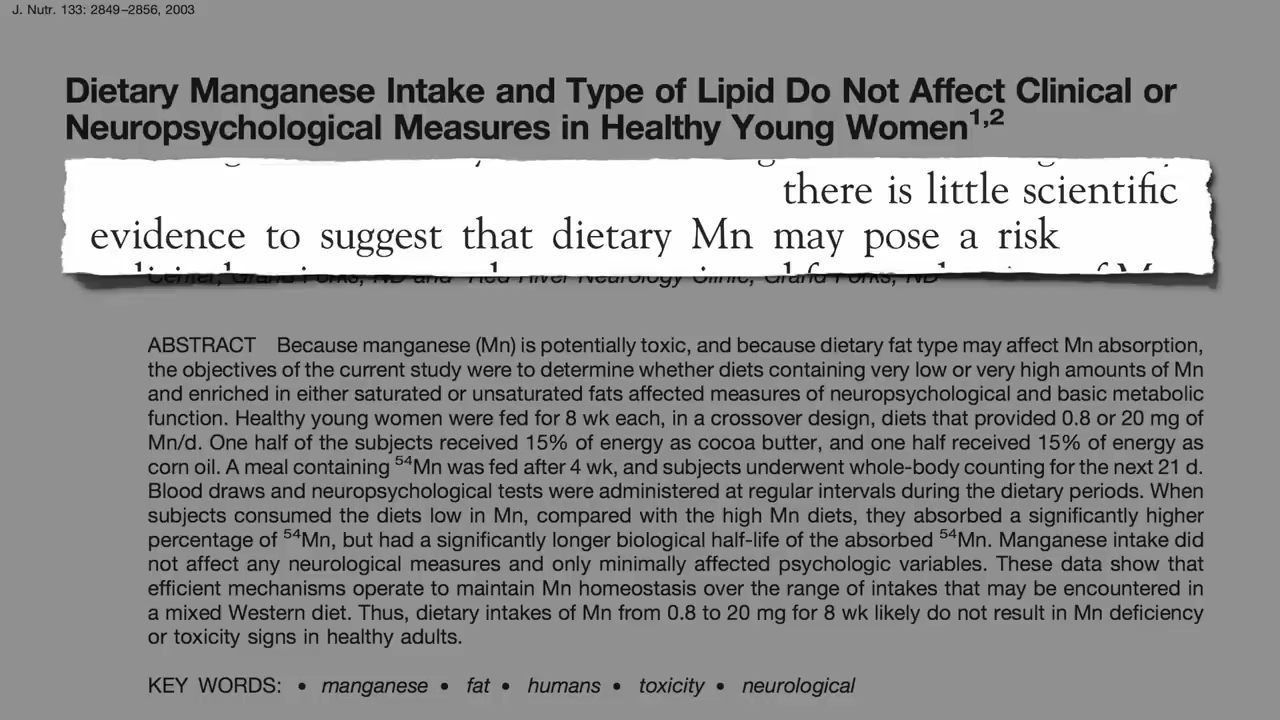 J. Nutr. 133: 2849–2856, 2003
Dietary Manganese Intake and Type of Lipid Do Not Affect Clinical or
Neuropsychological Measures in Healthy Young Women1,2
there is little scientific
evidence to suggest that dietary Mn may pose a risk
Center, Grand Forks, ND and Red River Neurology Clinic, Grand Forks, ND
ABSTRACT Because manganese (Mn) is potentially toxic, and because dietary fat type may affect Mn absorption,
the objectives of the current study were to determine whether diets containing very low or very high amounts of Mn
and enriched in either saturated or unsaturated fats affected measures of neuropsychological and basic metabolic
function. Healthy young women were fed for 8 wk each, in a crossover design, diets that provided 0.8 or 20 mg of
Mn/d. One half of the subjects received 15% of energy as cocoa butter, and one half received 15% of energy as
corn oil. A meal containing 54Mn was fed after 4 wk, and subjects underwent whole-body counting for the next 21 d.
Blood draws and neuropsychological tests were administered at regular intervals during the dietary periods. When
subjects consumed the diets low in Mn, compared with the high Mn diets, they absorbed a significantly higher
percentage of 54Mn, but had a significantly longer biological half-life of the absorbed 54Mn. Manganese intake did
not affect any neurological measures and only minimally affected psychologic variables. These data show that
efficient mechanisms operate to maintain Mn homeostasis over the range of intakes that may be encountered in
a mixed Western diet. Thus, dietary intakes of Mn from 0.8 to 20 mg for 8 wk likely do not result in Mn deficiency
or toxicity signs in healthy adults.
KEY WORDS: • manganese • fat • humans • toxicity • neurological